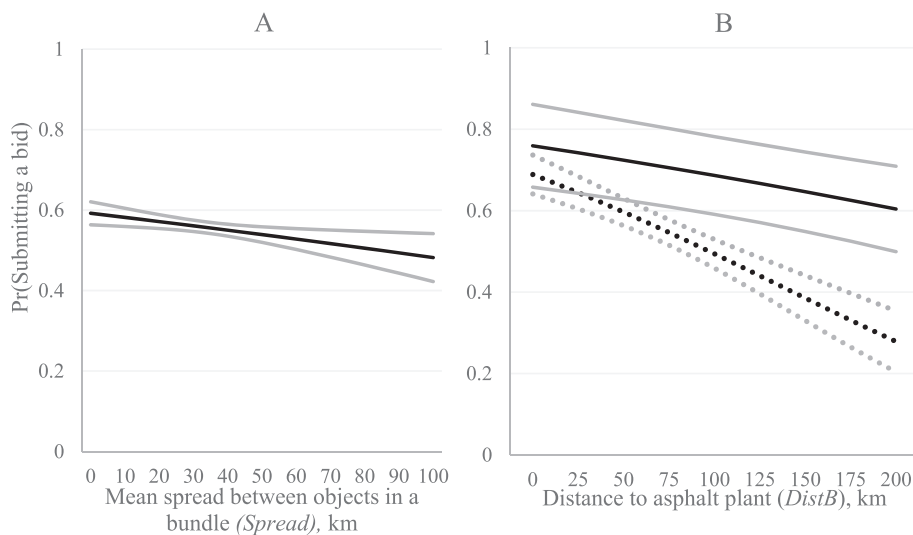 A
B
Pr(Submitting a bid)
1
0.8
0.6
0.4
0.2
0
0 10 20 30 40 50 60 70 80 90 100
Mean spread between objects in a
bundle (Spread), km
1
0.8
0.6
0.4
0.2
0
0 25 50 75 100 125 150 175 200
Distance to asphalt plant (DistB), km